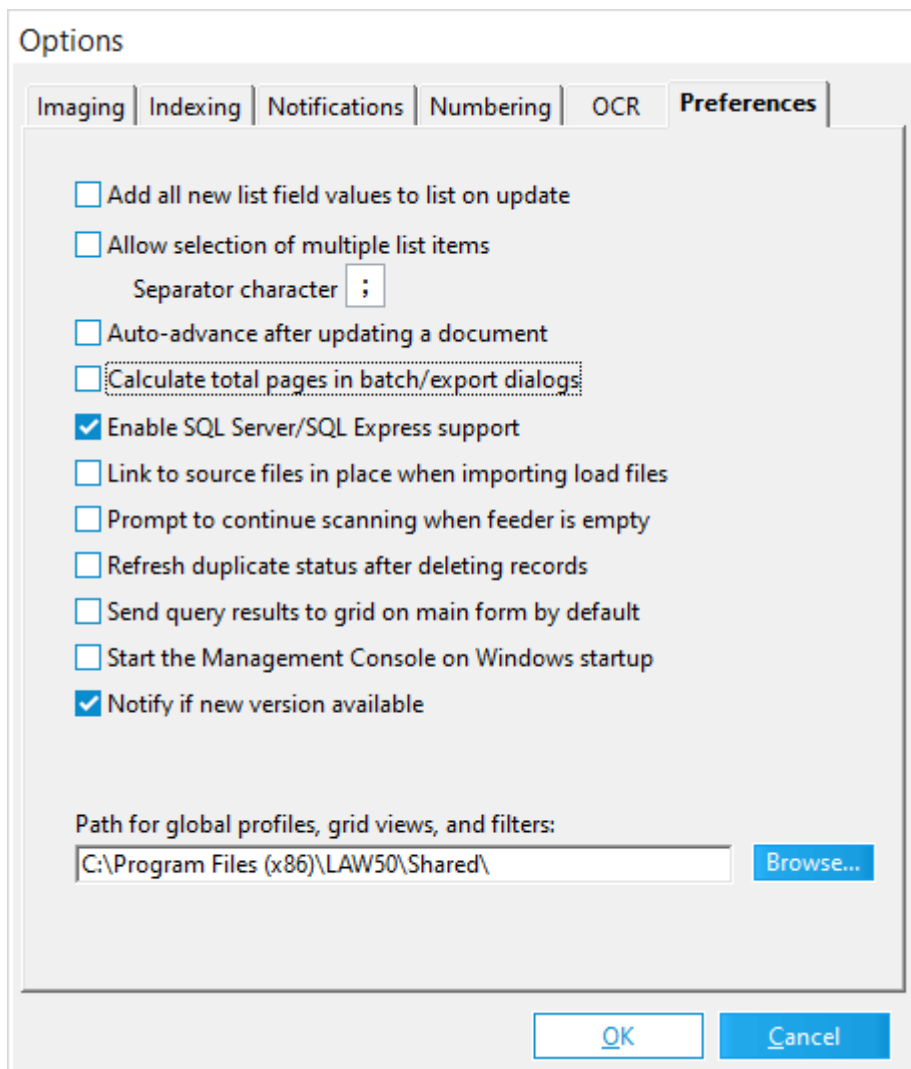 Options
Imaging Indexing Notifications Numbering OCR Preferences
Add all new list field values to list on update
Allow selection of multiple list items
Separator character ;
Auto-advance after updating a document
Calculate total pages in batch/export dialogs
Enable SQL Server/SQL Express support
Link to source files in place when importing load files
Prompt to continue scanning when feeder is empty
Refresh duplicate status after deleting records
Send query results to grid on main form by default
Start the Management Console on Windows startup
Notify if new version available
Path for global profiles, grid views, and filters:
C:\Program Files (x86)\LAW50\Shared\ Browse...
OK Cancel